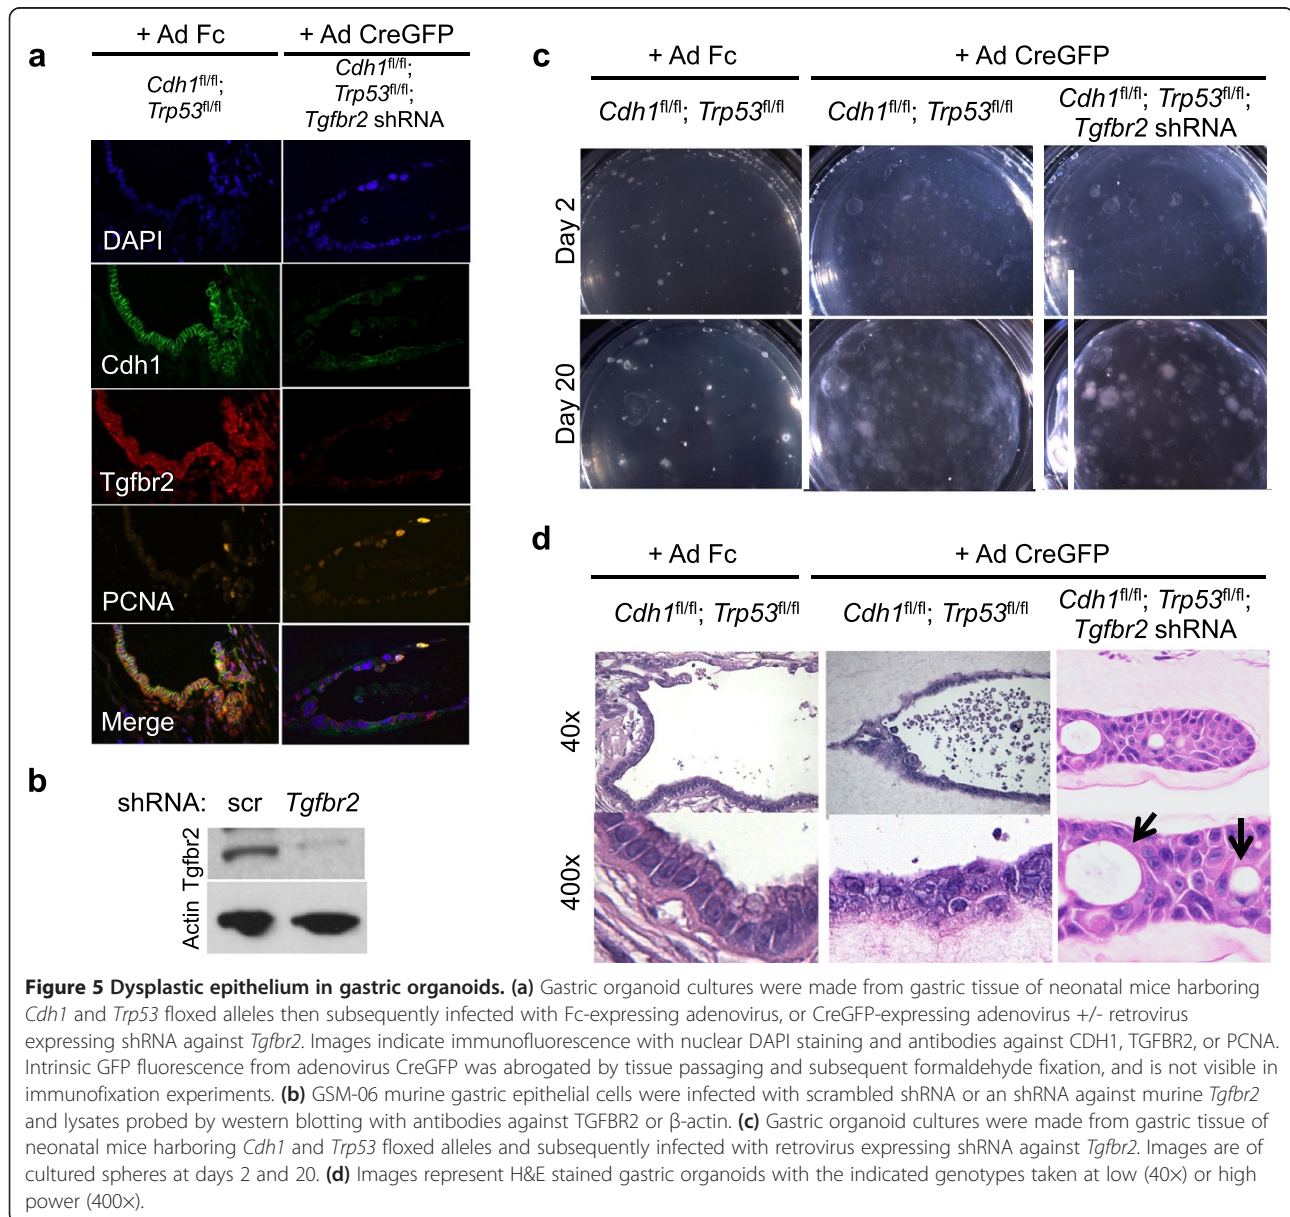 a
+ Ad Fc
+ Ad CreGFP
Cdh1fl/fl;
Trp53fl/fl
Cdh1fl/fl;
Trp53fl/fl;
Tgfbr2 shRNA
DAPI
Cdh1
Tgfbr2
PCNA
Merge
b
shRNA: scr Tgfbr2
Tgfbr2
Actin
c
+ Ad Fc
+ Ad CreGFP
Cdh1fl/fl; Trp53fl/fl
Cdh1fl/fl; Trp53fl/fl
Cdh1fl/fl; Trp53fl/fl;
Tgfbr2 shRNA
Day 2
Day 20
d
+ Ad Fc
+ Ad CreGFP
Cdh1fl/fl; Trp53fl/fl
Cdh1fl/fl; Trp53fl/fl
Cdh1fl/fl; Trp53fl/fl;
Tgfbr2 shRNA
40x
400x
Figure 5 Dysplastic epithelium in gastric organoids. (a) Gastric organoid cultures were made from gastric tissue of neonatal mice harboring
Cdh1 and Trp53 floxed alleles then subsequently infected with Fc-expressing adenovirus, or CreGFP-expressing adenovirus +/- retrovirus
expressing shRNA against Tgfbr2. Images indicate immunofluorescence with nuclear DAPI staining and antibodies against CDH1, TGFBR2, or PCNA.
Intrinsic GFP fluorescence from adenovirus CreGFP was abrogated by tissue passaging and subsequent formaldehyde fixation, and is not visible in
immunofixation experiments. (b) GSM-06 murine gastric epithelial cells were infected with scrambled shRNA or an shRNA against murine Tgfbr2
and lysates probed by western blotting with antibodies against TGFBR2 or β-actin. (c) Gastric organoid cultures were made from gastric tissue of
neonatal mice harboring Cdh1 and Trp53 floxed alleles and subsequently infected with retrovirus expressing shRNA against Tgfbr2. Images are of
cultured spheres at days 2 and 20. (d) Images represent H&E stained gastric organoids with the indicated genotypes taken at low (40×) or high
power (400×).